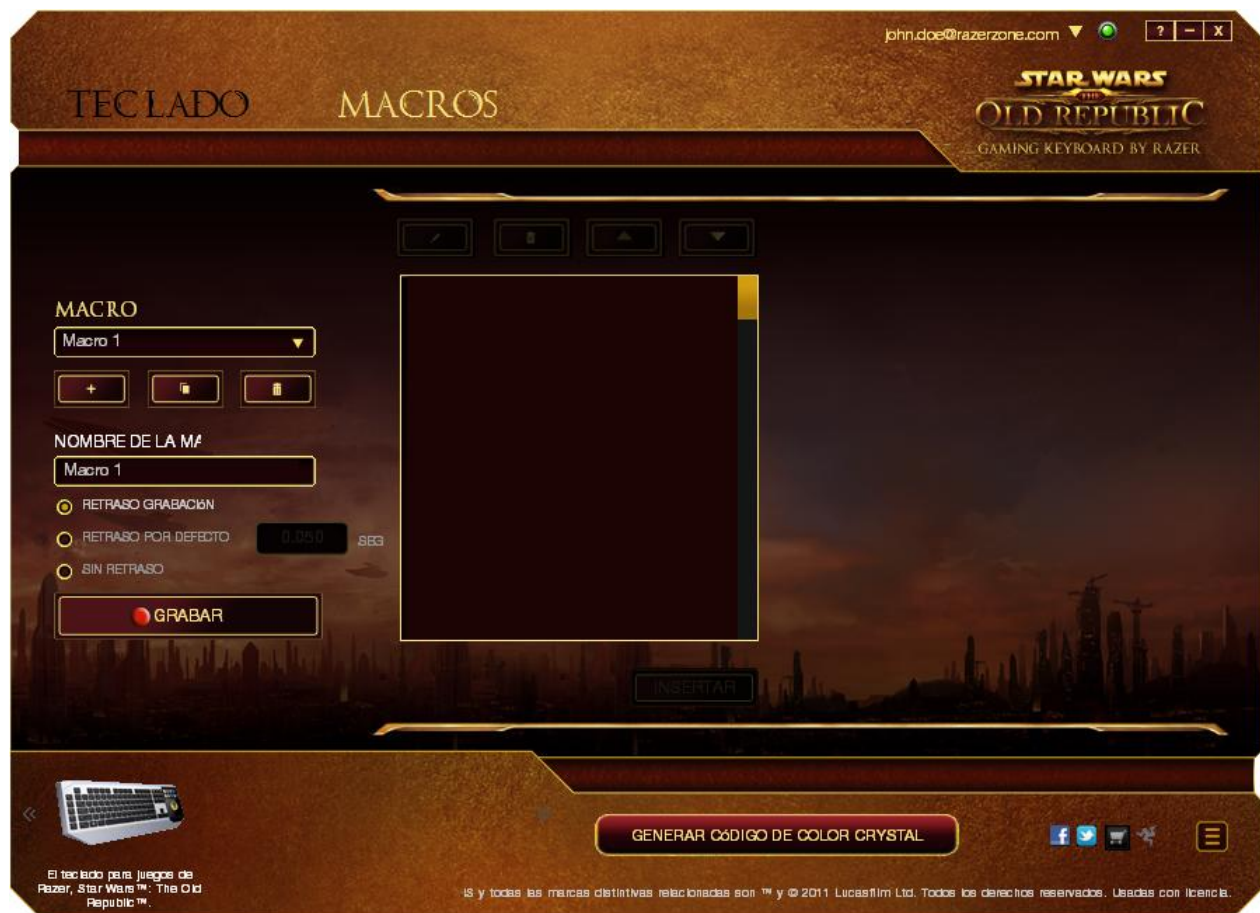 john.doe@razerzone.com
? - X
TECLADO
MACROS
STAR WARS
THE
OLD REPUBLIC
GAMING KEYBOARD BY RAZER
MACRO
Macro 1
NOMBRE DE LA MA
Macro 1
RETRASO GRABACIóN
RETRASO POR DEFECTO 0.050 SEG
SIN RETRASO
GRABAR
INSERTAR
GENERAR CóDIGO DE COLOR CRYSTAL
El teclado para juegos de
Razer, Star Wars™: The Old
Republic™.
y todas las marcas distintivas relacionadas son ™ y © 2011 Lucasfilm Ltd. Todos los derechos reservados. Usadas con licencia.